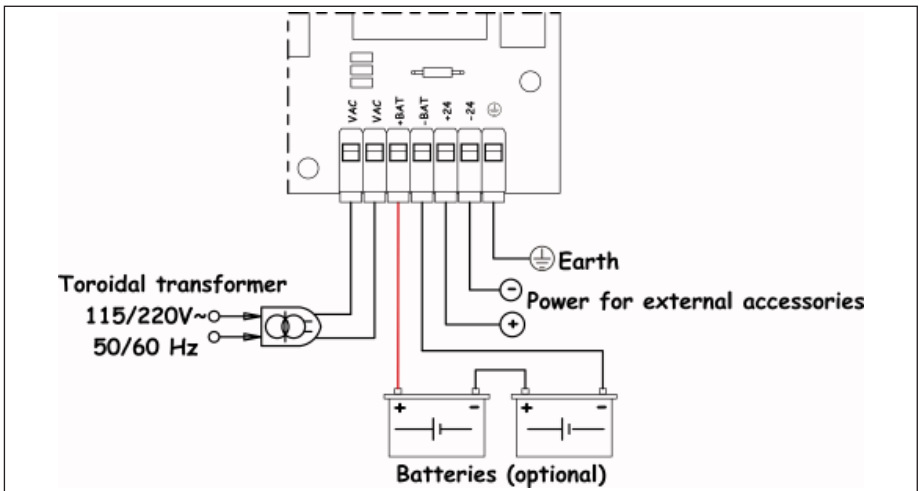 VAC
VAC
+BAT
-BAT
+24
-24
Earth
Toroidal transformer
115/220V~
50/60 Hz
Power for external accessories
-
+
+ -
+ -
Batteries (optional)